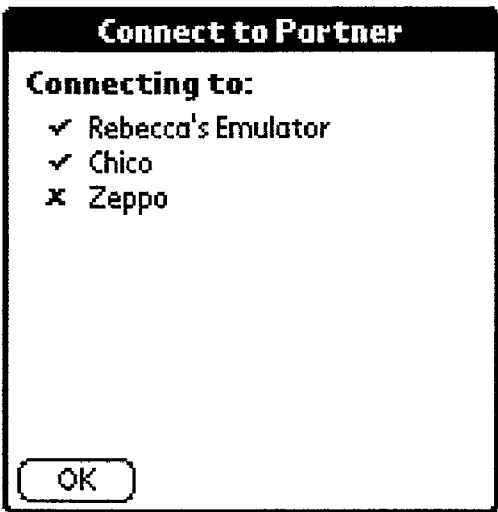 Connect to Partner
Connecting to:
✓ Rebecca's Emulator
✓ Chico
x Zeppo
OK